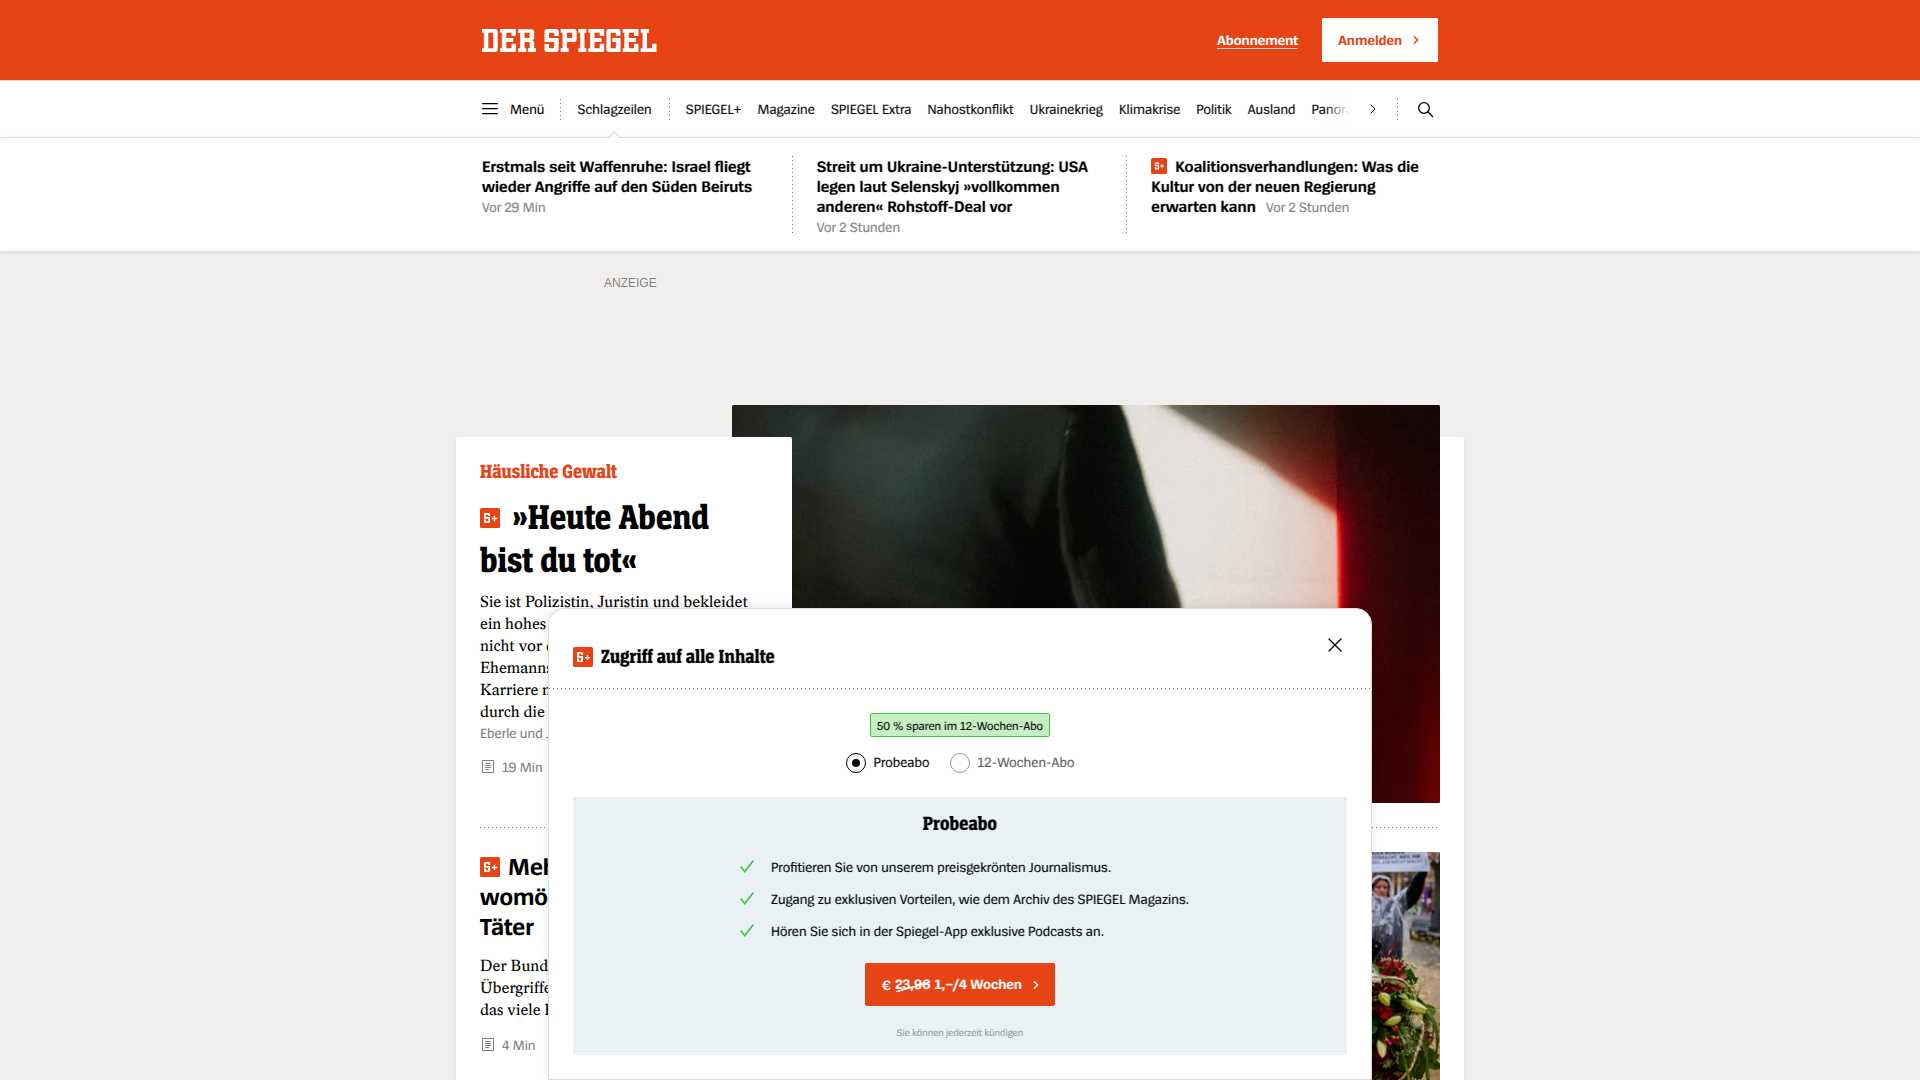 DER SPIEGEL
Abonnement
Anmelden
Menü
Schlagzeilen
SPIEGEL+
Magazine
SPIEGEL Extra
Nahostkonflikt
Ukrainekrieg
Klimakrise
Politik
Ausland
Panor
Erstmals seit Waffenruhe: Israel fliegt
wieder Angriffe auf den Süden Beiruts
Vor 29 Min
Streit um Ukraine-Unterstützung: USA
legen laut Selenskyj »vollkommen
anderen« Rohstoff-Deal vor
Vor 2 Stunden
S+ Koalitionsverhandlungen: Was die
Kultur von der neuen Regierung
erwarten kann Vor 2 Stunden
ANZEIGE
Häusliche Gewalt
S+ »Heute Abend
bist du tot«
Sie ist Polizistin, Juristin und bekleidet
ein hohes
nicht vor
Ehemanns
Karriere
durch die
Eberle und
19 Min
S+ Meh
womö
Täter
Der Bund
Übergriffe
das viele
4 Min
S+ Zugriff auf alle Inhalte
50 % sparen im 12-Wochen-Abo
Probeabo
12-Wochen-Abo
Probeabo
Profitieren Sie von unserem preisgekrönten Journalismus.
Zugang zu exklusiven Vorteilen, wie dem Archiv des SPIEGEL Magazins.
Hören Sie sich in der Spiegel-App exklusive Podcasts an.
€ 23,96 1,–/4 Wochen
Sie können jederzeit kündigen